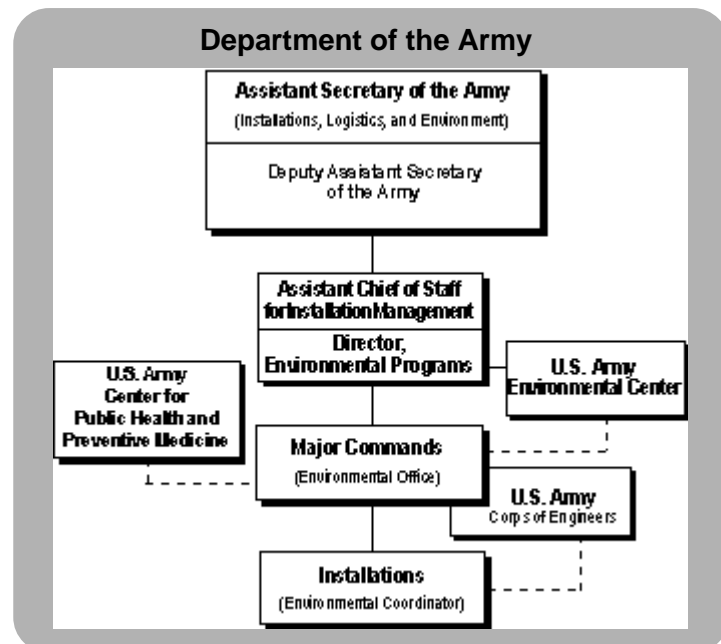 Department of the Army
Assistant Secretary of the Army
(Installations, Logistics, and Environment)
Deputy Assistant Secretary
of the Army
Assistant Chief of Staff
for Installation Management
Director,
Environmental Programs
U.S. Army
Center for
Public Health and
Preventive Medicine
U.S. Army
Environmental Center
Major Commands
(Environmental Office)
U.S. Army
Corps of Engineers
Installations
(Environmental Coordinator)